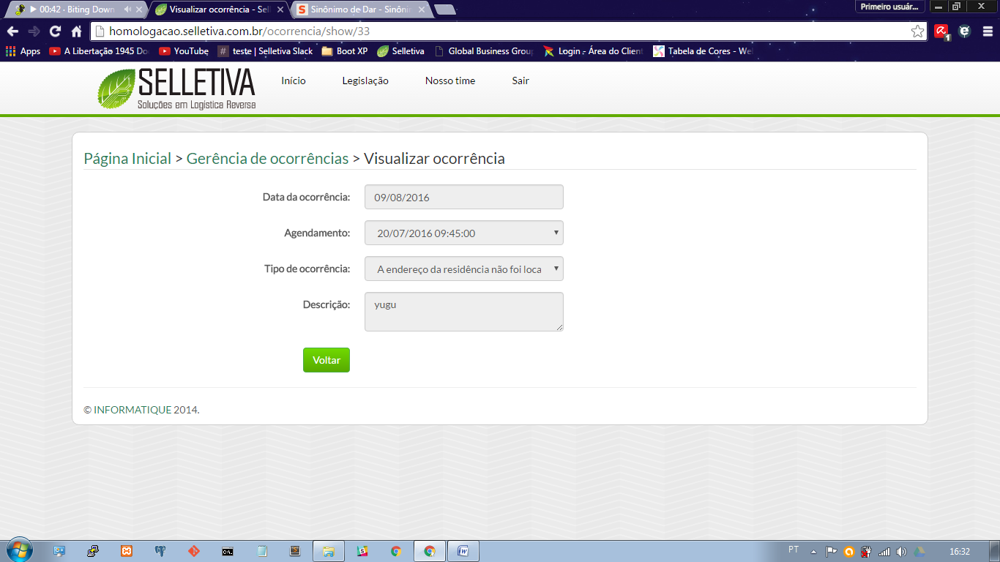 00:42 · Biting Down
Visualizar ocorrência - Sell
Sinônimo de Dar - Sinônim
Primeiro usuár...
homologacao.selletiva.com.br/ocorrencia/show/33
1
Apps
A Libertação 1945 Do
YouTube
teste | Selletiva Slack
Boot XP
Selletiva
Global Business Group
Login - Área do Client
Tabela de Cores - We
SELLETIVA
Soluções em Logística Reversa
Início
Legislação
Nosso time
Sair
Página Inicial > Gerência de ocorrências > Visualizar ocorrência
Data da ocorrência: 09/08/2016
Agendamento: 20/07/2016 09:45:00
Tipo de ocorrência: A endereço da residência não foi loca
Descrição: yugu
Voltar
© INFORMATIQUE 2014.
PT
16:32